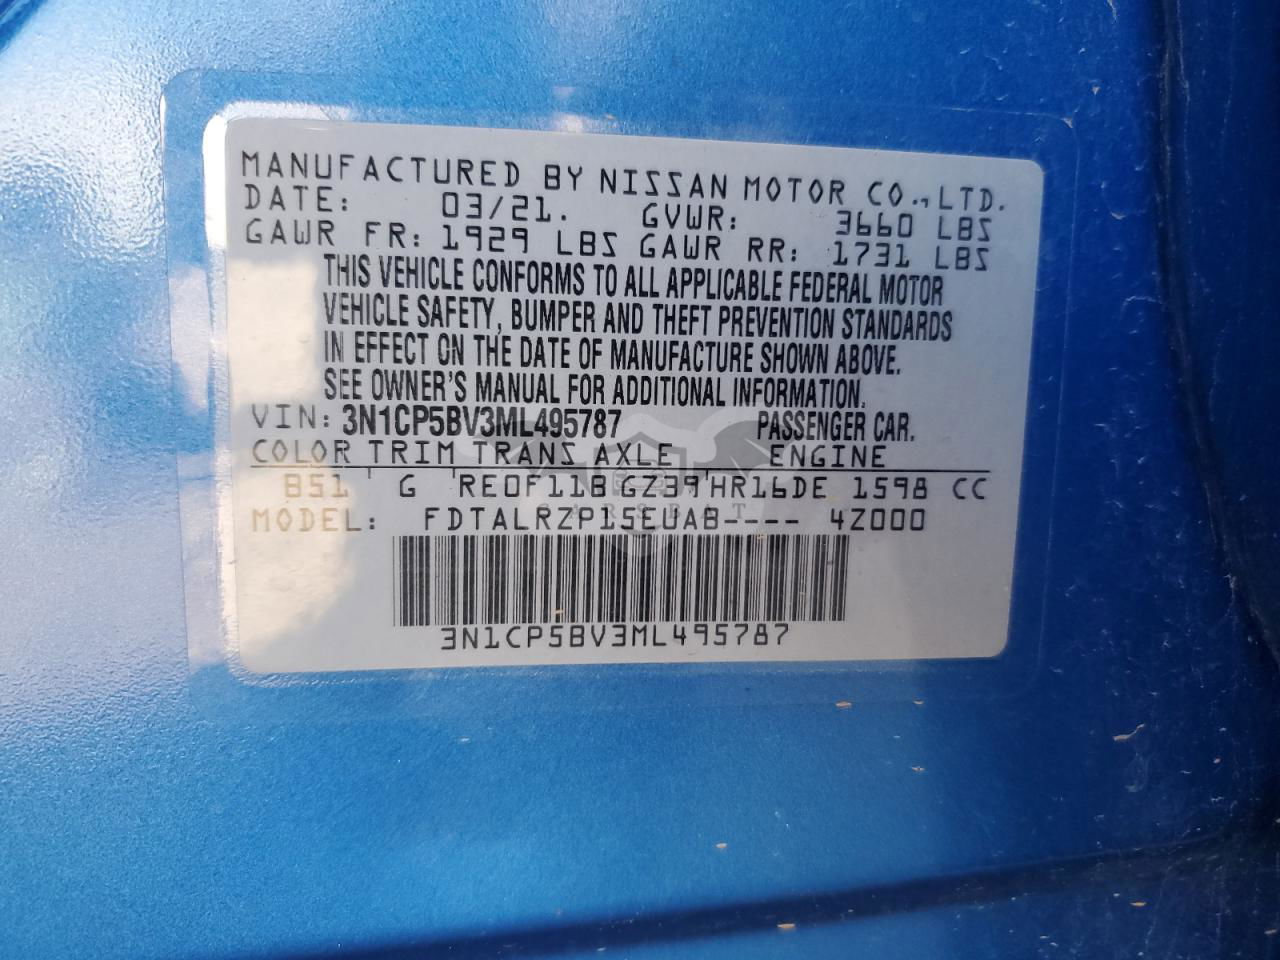 MANUFACTURED BY NISSAN MOTOR CO., LTD.
DATE: 03/21. GVWR: 3660 LBS
GAWR FR: 1929 LBS GAWR RR: 1731 LBS
THIS VEHICLE CONFORMS TO ALL APPLICABLE FEDERAL MOTOR
VEHICLE SAFETY, BUMPER AND THEFT PREVENTION STANDARDS
IN EFFECT ON THE DATE OF MANUFACTURE SHOWN ABOVE.
SEE OWNER'S MANUAL FOR ADDITIONAL INFORMATION.
VIN: 3N1CP5BV3ML495787 PASSENGER CAR.
COLOR TRIM TRANS AXLE ENGINE
B51 G RE0F11B GZ39 HR16DE 1598 CC
CARSBAT
MODEL: FDTALRZP15EUAB---- 4Z000
3N1CP5BV3ML495787